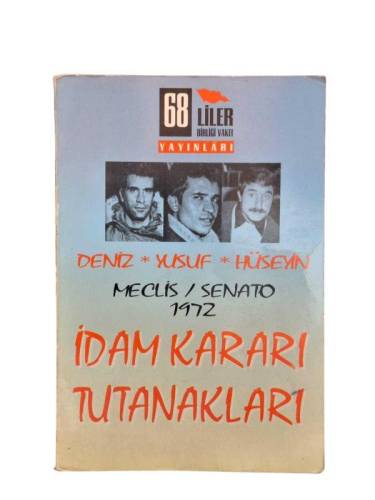 68 LİLER
BİRLİĞİ VAKFI
YAYINLARI
DENİZ * YUSUF * HÜSEYİN
MECLİS / SENATO
1972
İDAM KARARI
TUTANAKLARI